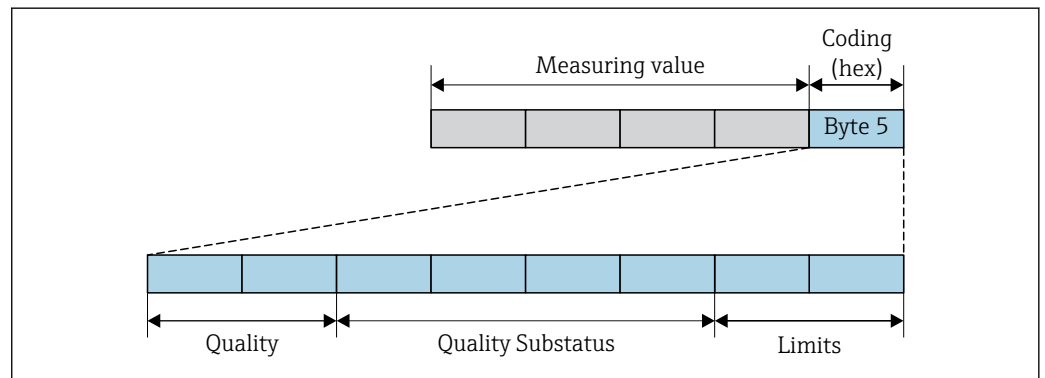 Coding
(hex)
Measuring value
Byte 5
Quality
Quality Substatus
Limits